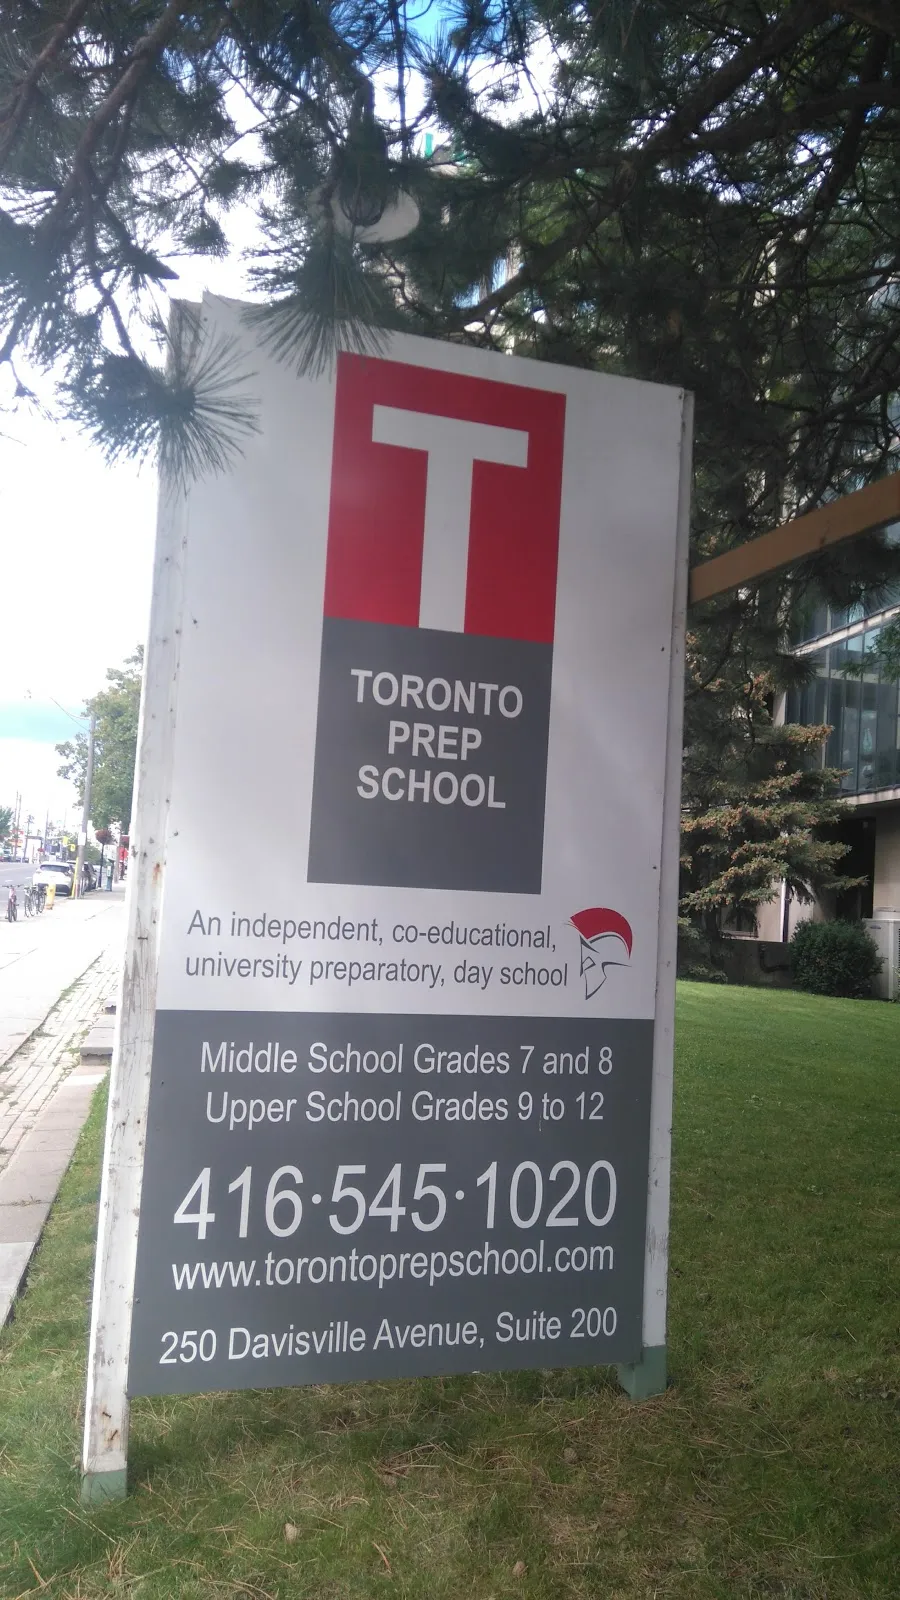 T
TORONTO
PREP
SCHOOL
An independent, co-educational,
university preparatory, day school
Middle School Grades 7 and 8
Upper School Grades 9 to 12
416·545·1020
www.torontoprepschool.com
250 Davisville Avenue, Suite 200